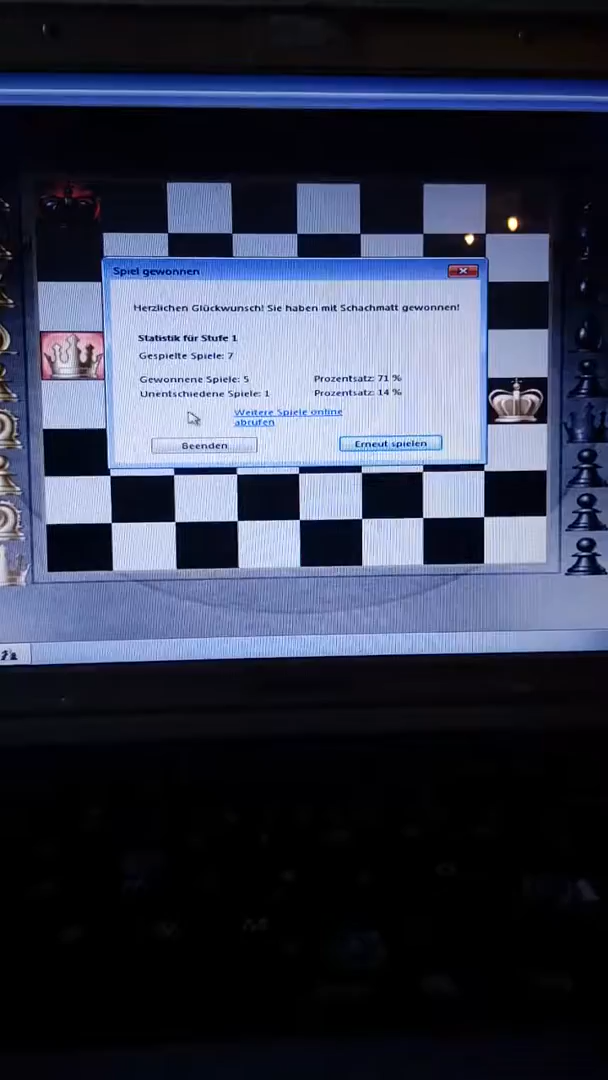 Spiel gewonnen
Herzlichen Glückwunsch! Sie haben mit Schachmatt gewonnen!
Statistik für Stufe 1
Gespielte Spiele: 7
Gewonnene Spiele: 5 Prozentsatz: 71 %
Unentschiedene Spiele: 1 Prozentsatz: 14 %
Weitere Spiele online
abrufen
Beenden Erneut spielen